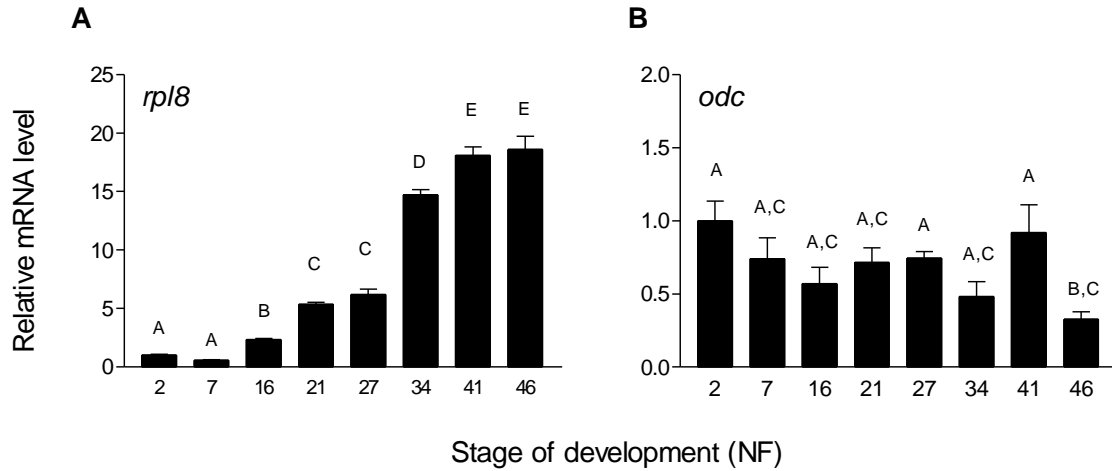 A
Relative mRNA level
rpl8
25
20
15
10
5
0
A
A
B
C
C
D
E
E
2 7 16 21 27 34 41 46
B
odc
2.0
1.5
1.0
0.5
0.0
A
A,C
A,C
A,C
A
A,C
A
B,C
2 7 16 21 27 34 41 46
Stage of development (NF)